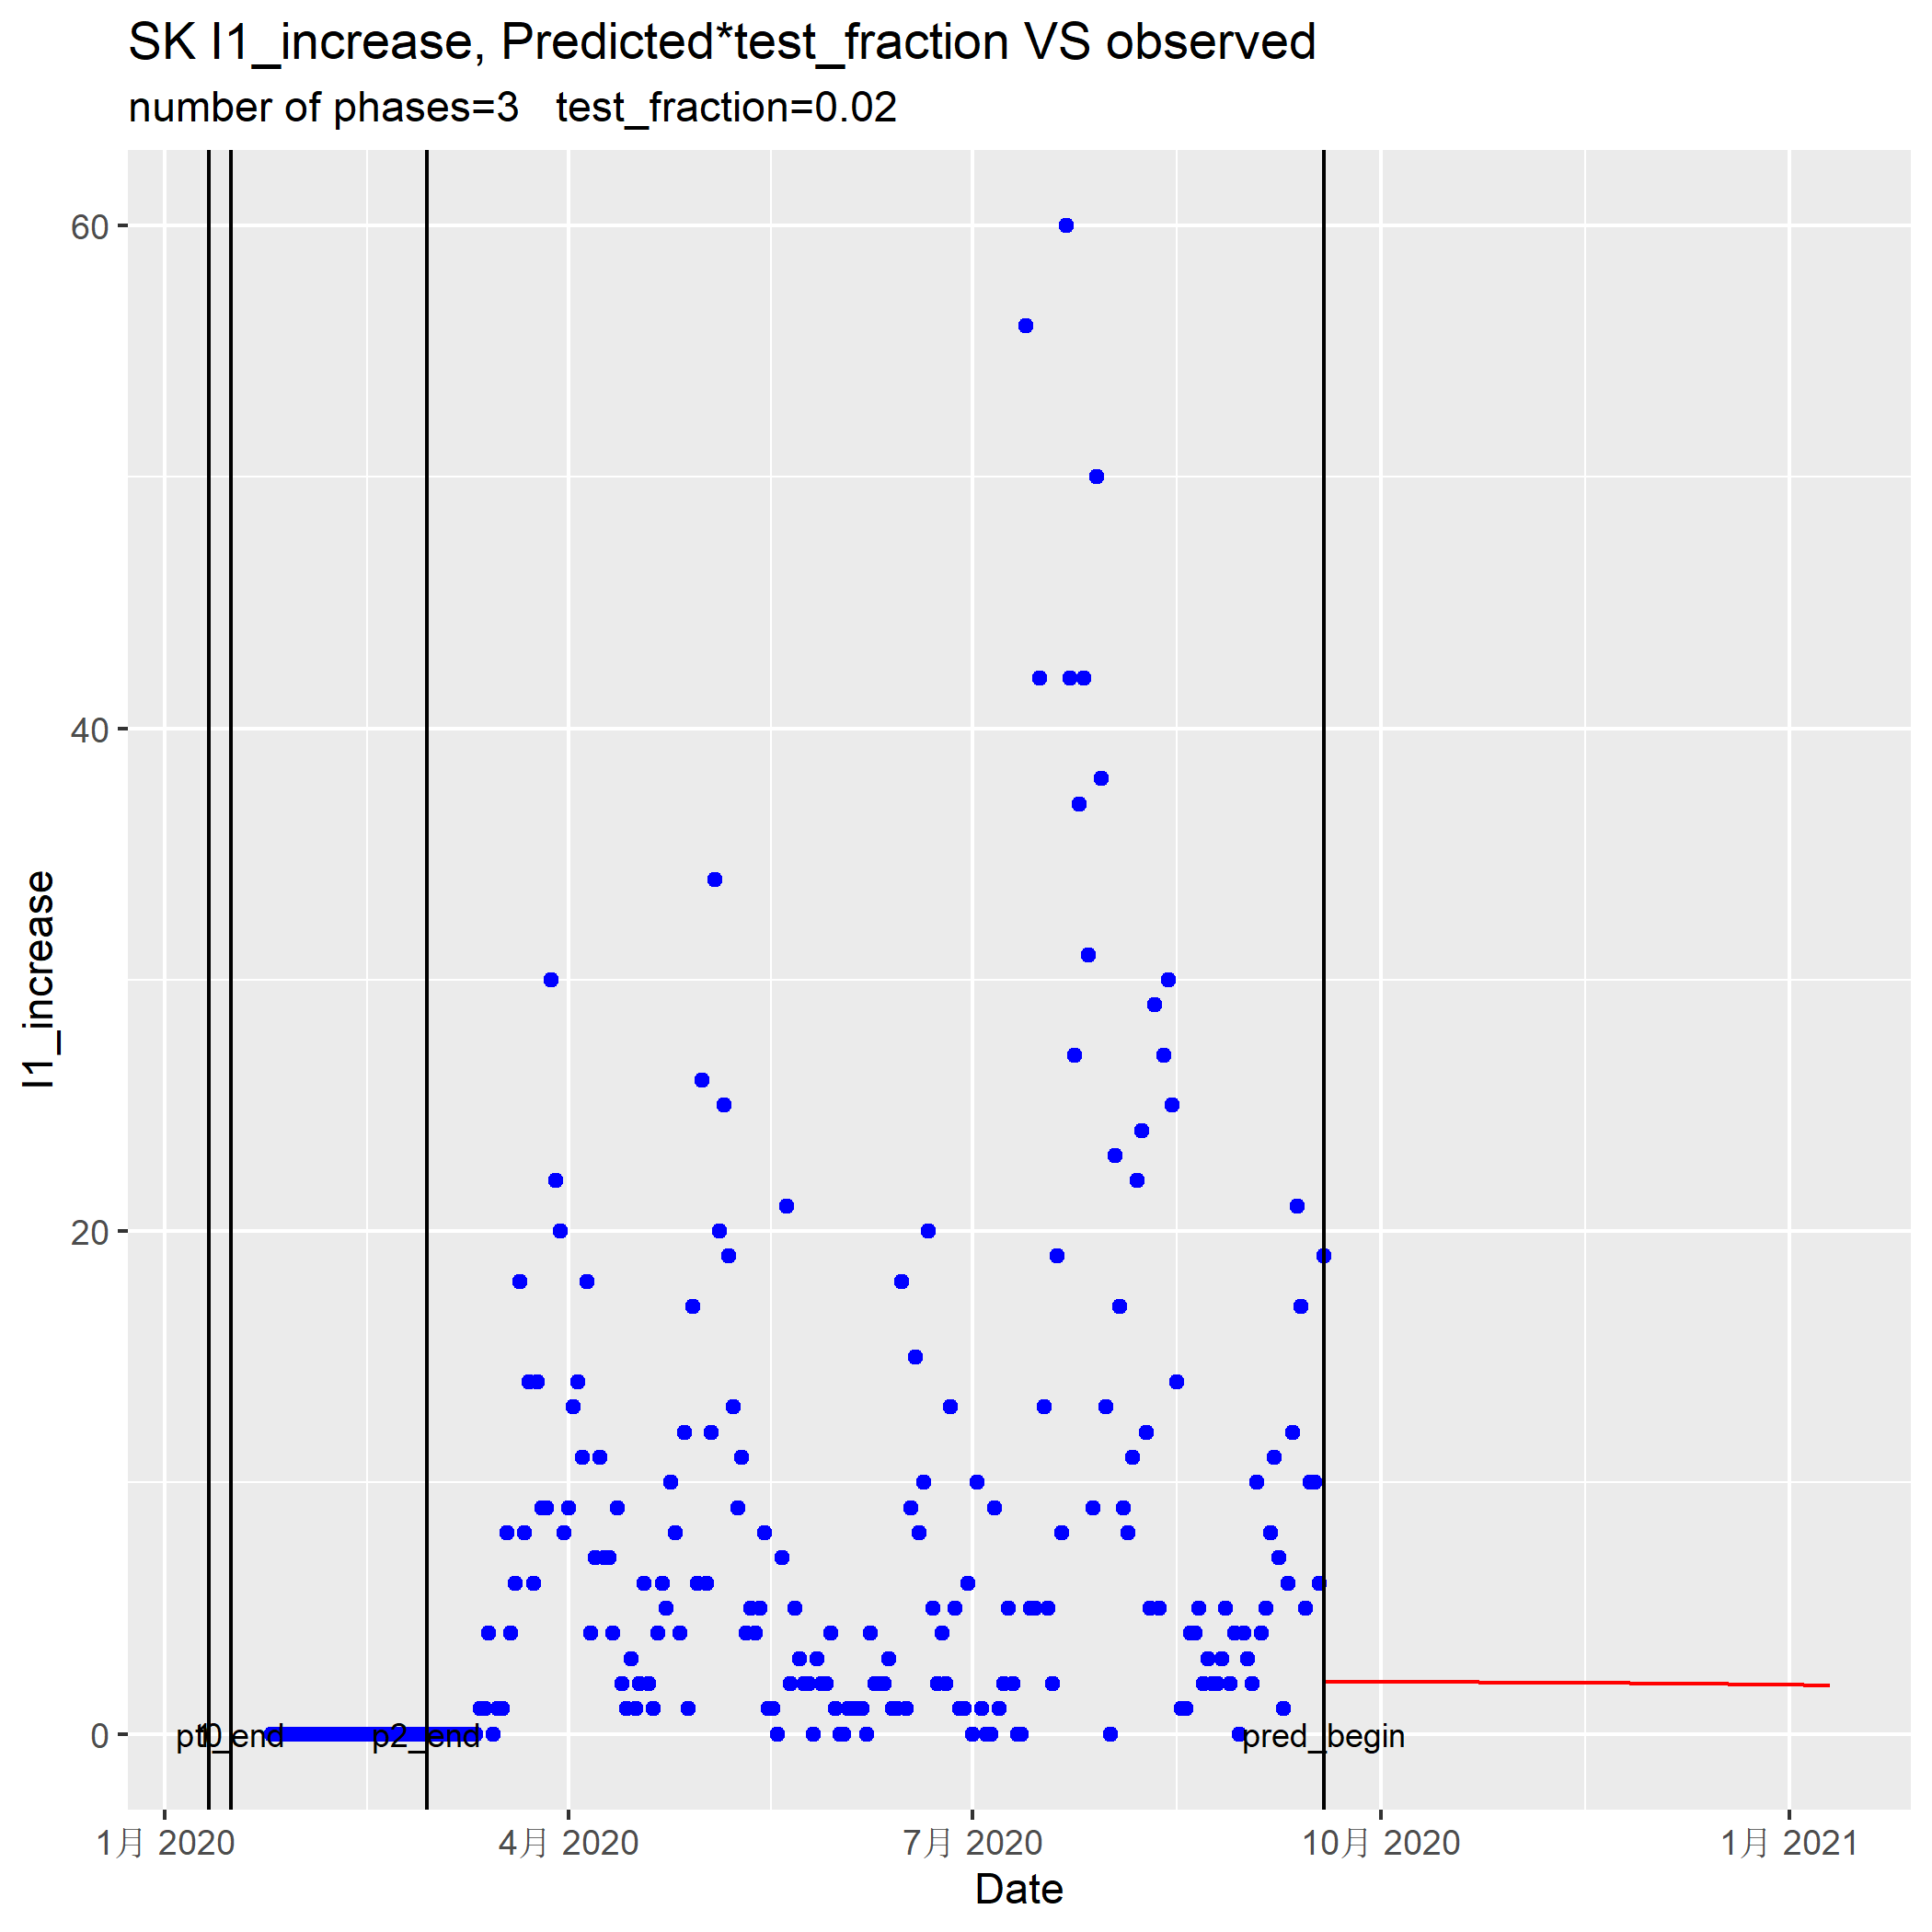 SK I1_increase, Predicted*test_fraction VS observed
number of phases=3 test_fraction=0.02
60
40
20
0
I1_increase
p2_end
pred_begin
1月 2020
4月 2020
7月 2020
10月 2020
1月 2021
Date